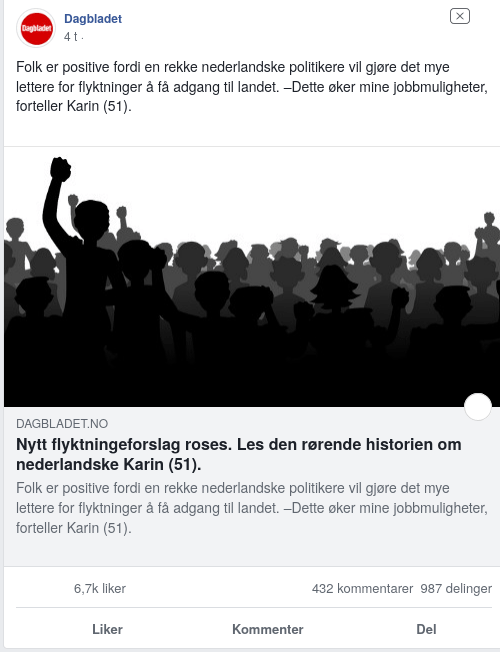 Dagbladet
Dagbladet
4 t ·
Folk er positive fordi en rekke nederlandske politikere vil gjøre det mye
lettere for flyktninger å få adgang til landet. –Dette øker mine jobbmuligheter,
forteller Karin (51).
DAGBLADET.NO
Nytt flyktningeforslag roses. Les den rørende historien om
nederlandske Karin (51).
Folk er positive fordi en rekke nederlandske politikere vil gjøre det mye
lettere for flyktninger å få adgang til landet. –Dette øker mine jobbmuligheter,
forteller Karin (51).
6,7k liker 432 kommentarer 987 delinger
Liker Kommenter Del